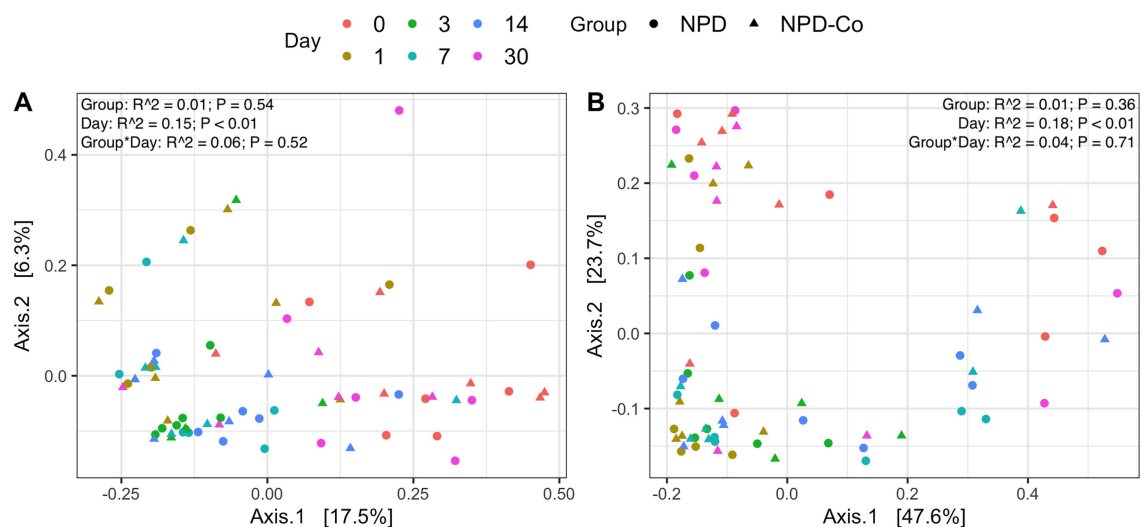 Day 0 3 14 Group NPD NPD-Co
1 7 30
A
Group: R^2 = 0.01; P = 0.54
Day: R^2 = 0.15; P < 0.01
Group*Day: R^2 = 0.06; P = 0.52
0.4
0.2
0.0
Axis.2 [6.3%]
-0.25 0.00 0.25 0.50
Axis.1 [17.5%]
B
Group: R^2 = 0.01; P = 0.36
Day: R^2 = 0.18; P < 0.01
Group*Day: R^2 = 0.04; P = 0.71
0.3
0.2
0.1
0.0
-0.1
Axis.2 [23.7%]
-0.2 0.0 0.2 0.4
Axis.1 [47.6%]